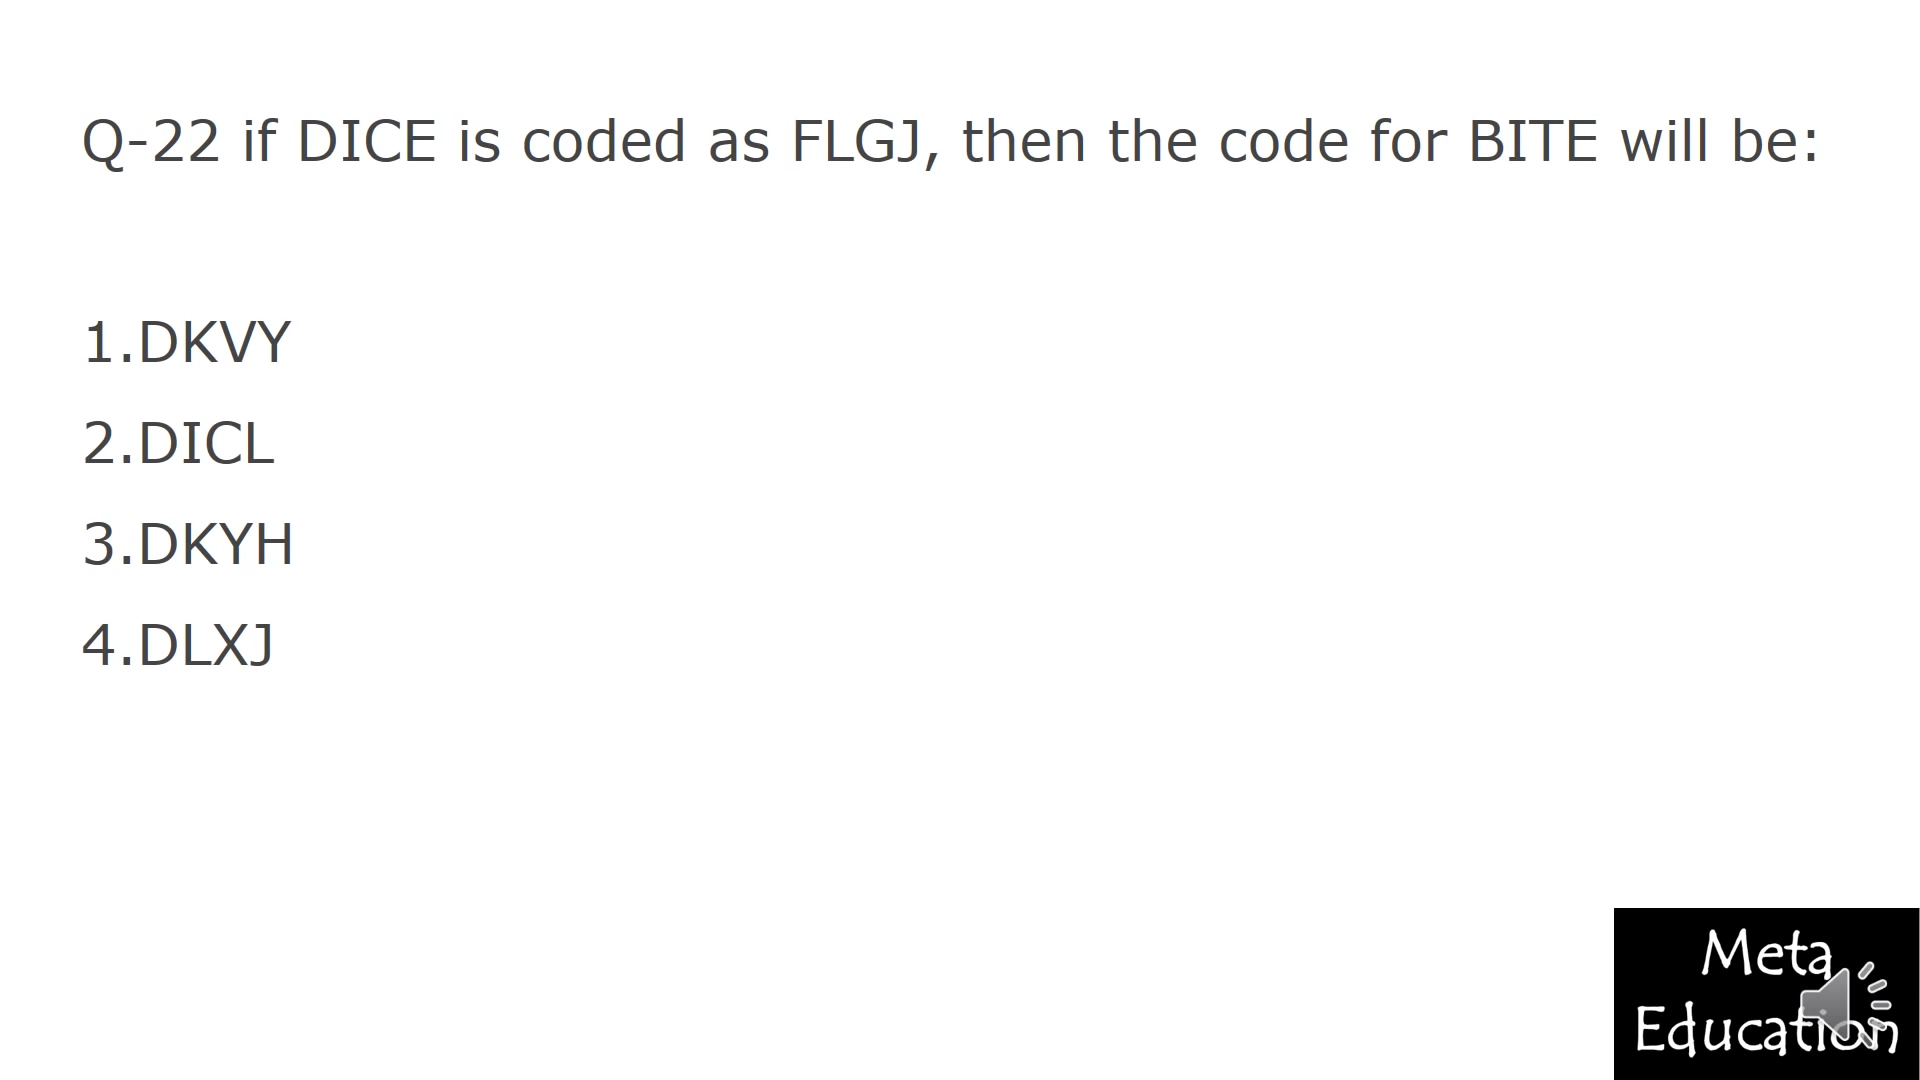 Q-22 if DICE is coded as FLGJ, then the code for BITE will be:
1.DKVY
2.DICL
3.DKYH
4.DLXJ
Meta
Education